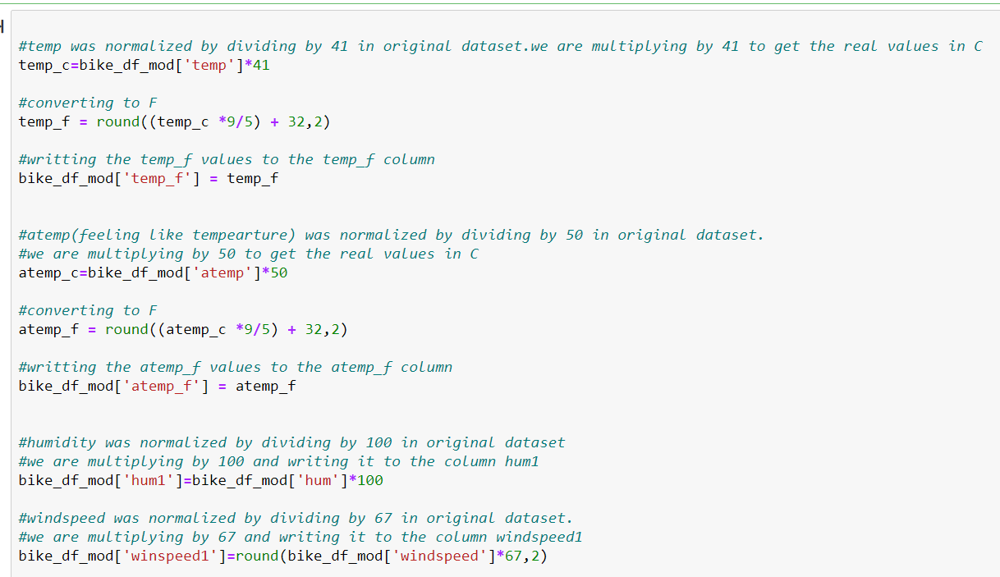 #temp was normalized by dividing by 41 in original dataset.we are multiplying by 41 to get the real values in C
temp_c=bike_df_mod['temp']*41
#converting to F
temp_f = round((temp_c *9/5) + 32,2)
#writting the temp_f values to the temp_f column
bike_df_mod['temp_f'] = temp_f
#atemp(feeling like tempearture) was normalized by dividing by 50 in original dataset.
#we are multiplying by 50 to get the real values in C
atemp_c=bike_df_mod['atemp']*50
#converting to F
atemp_f = round((atemp_c *9/5) + 32,2)
#writting the atemp_f values to the atemp_f column
bike_df_mod['atemp_f'] = atemp_f
#humidity was normalized by dividing by 100 in original dataset
#we are multiplying by 100 and writing it to the column hum1
bike_df_mod['hum1']=bike_df_mod['hum']*100
#windspeed was normalized by dividing by 67 in original dataset.
#we are multiplying by 67 and writing it to the column windspeed1
bike_df_mod['winspeed1']=round(bike_df_mod['windspeed']*67,2)